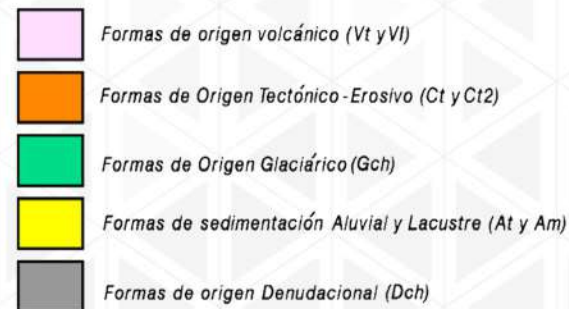 Formas de origen volcánico (Vt y Vl)
Formas de Origen Tectónico-Erosivo (Ct y Ct2)
Formas de Origen Glaciárico (Gch)
Formas de sedimentación Aluvial y Lacustre (At y Am)
Formas de origen Denudacional (Dch)